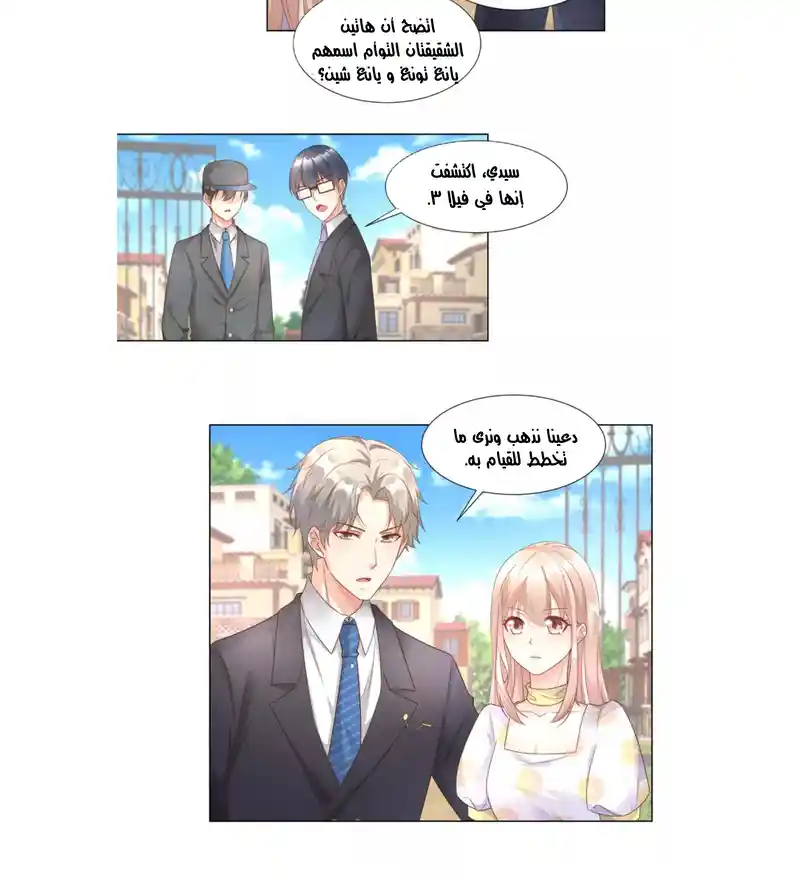 اتضح أن هاتين
الشقيقتان التوأم اسمهم
يانغ تونغ و يانغ شين؟
سيدي، اكتشفت
إنها في فيلا ٣.
دعينا نذهب ونرى ما
تخطط للقيام به.